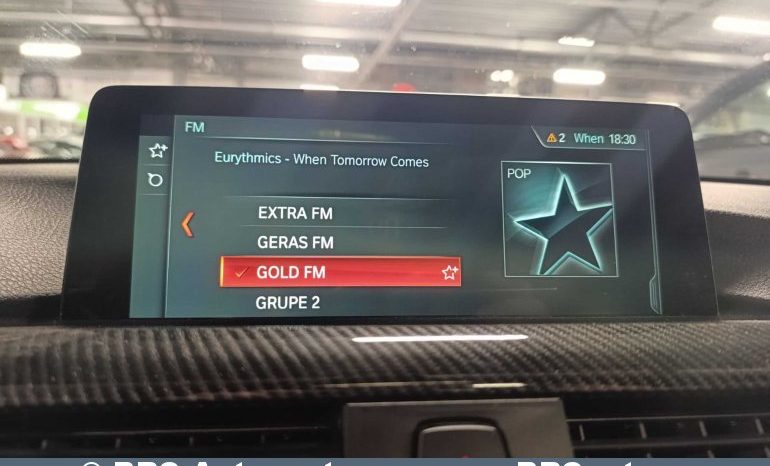 FM
2 When 18:30
Eurythmics - When Tomorrow Comes
POP
EXTRA FM
GERAS FM
GOLD FM
GRUPE 2